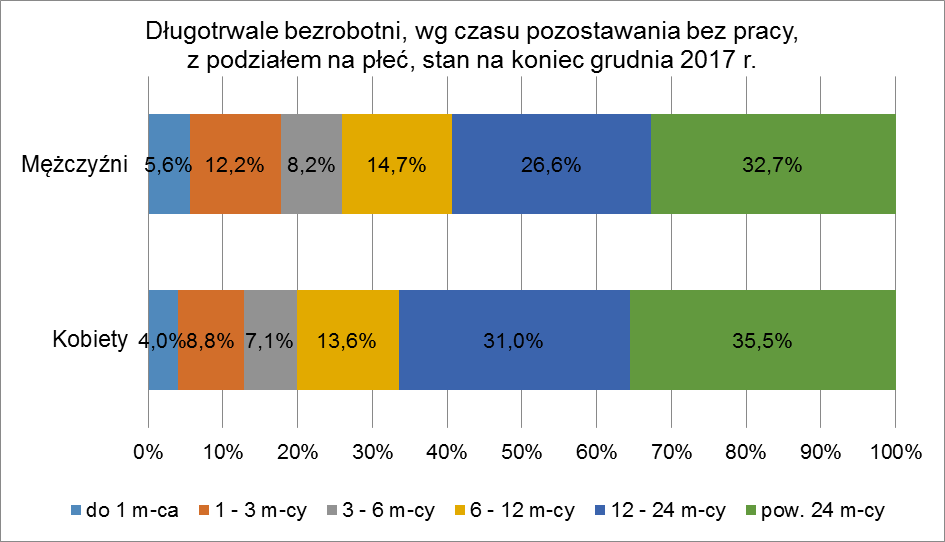 Długotrwale bezrobotni, wg czasu pozostawania bez pracy,
z podziałem na płeć, stan na koniec grudnia 2017 r.
Mężczyźni
5,6% 12,2% 8,2% 14,7% 26,6% 32,7%
Kobiety
4,0% 8,8% 7,1% 13,6% 31,0% 35,5%
0% 10% 20% 30% 40% 50% 60% 70% 80% 90% 100%
do 1 m-ca 1 - 3 m-cy 3 - 6 m-cy 6 - 12 m-cy 12 - 24 m-cy pow. 24 m-cy